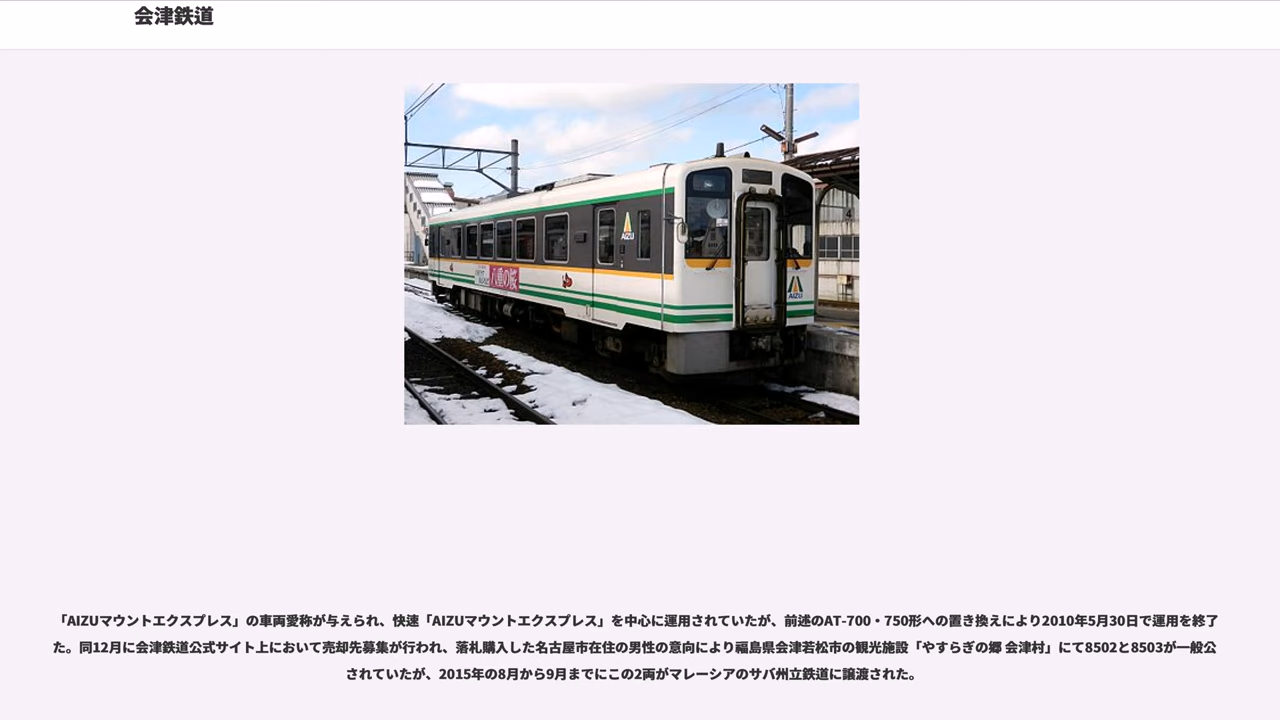 会津鉄道
AIZU
八重の桜
AIZU
4
「AIZUマウントエクスプレス」の車両愛称が与えられ、快速「AIZUマウントエクスプレス」を中心に運用されていたが、前述のAT-700・750形への置き換えにより2010年5月30日で運用を終了
た。同12月に会津鉄道公式サイト上において売却先募集が行われ、落札購入した名古屋市在住の男性の意向により福島県会津若松市の観光施設「やすらぎの郷 会津村」にて8502と8503が一般公
されていたが、2015年の8月から9月までにこの2両がマレーシアのサバ州立鉄道に譲渡された。